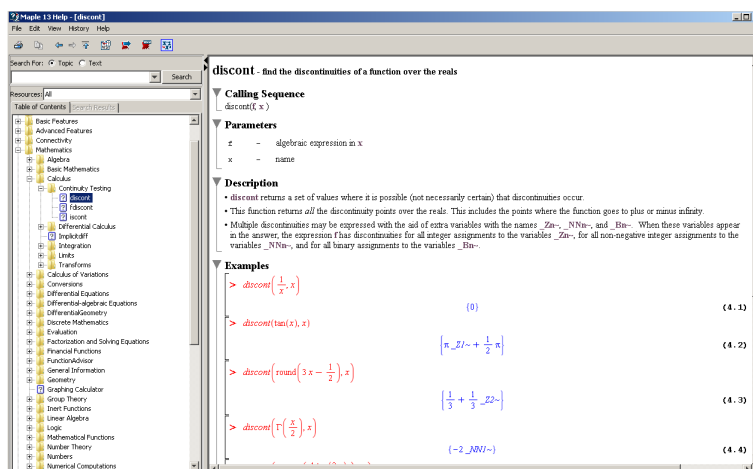 Maple 13 Help - [discont]
File Edit View History Help
Search For: Topic Text
Search
Resources: All
Table of Contents Search Results
Basic Features
Advanced Features
Connectivity
Mathematics
Algebra
Basic Mathematics
Calculus
Continuity Testing
discont
fdiscont
iscont
Differential Calculus
Implicitdiff
Integration
Limits
Transforms
Calculus of Variations
Conversions
Differential Equations
Differential-algebraic Equations
DifferentialGeometry
Discrete Mathematics
Evaluation
Factorization and Solving Equations
Financial Functions
FunctionAdvisor
General Information
Geometry
Graphing Calculator
Group Theory
Inert Functions
Linear Algebra
Logic
Mathematical Functions
Number Theory
Numbers
Numerical Computations
discont - find the discontinuities of a function over the reals
Calling Sequence
discont(f, x )
Parameters
f - algebraic expression in x
x - name
Description
• discont returns a set of values where it is possible (not necessarily certain) that discontinuities occur.
• This function returns all the discontinuity points over the reals. This includes the points where the function goes to plus or minus infinity.
• Multiple discontinuities may be expressed with the aid of extra variables with the names _Zn~, _NNn~, and _Bn~. When these variables appear
in the answer, the expression f has discontinuities for all integer assignments to the variables _Zn~, for all non-negative integer assignments to the
variables _NNn~, and for all binary assignments to the variables _Bn~.
Examples
> discont(1/x, x)
{0} (4.1)
> discont(tan(x), x)
{π _Z1~ + 1/2 π} (4.2)
> discont(round(3 x − 1/2), x)
{1/3 + 1/3 _Z2~} (4.3)
> discont(Γ(x/2), x)
{−2 _NN1~} (4.4)